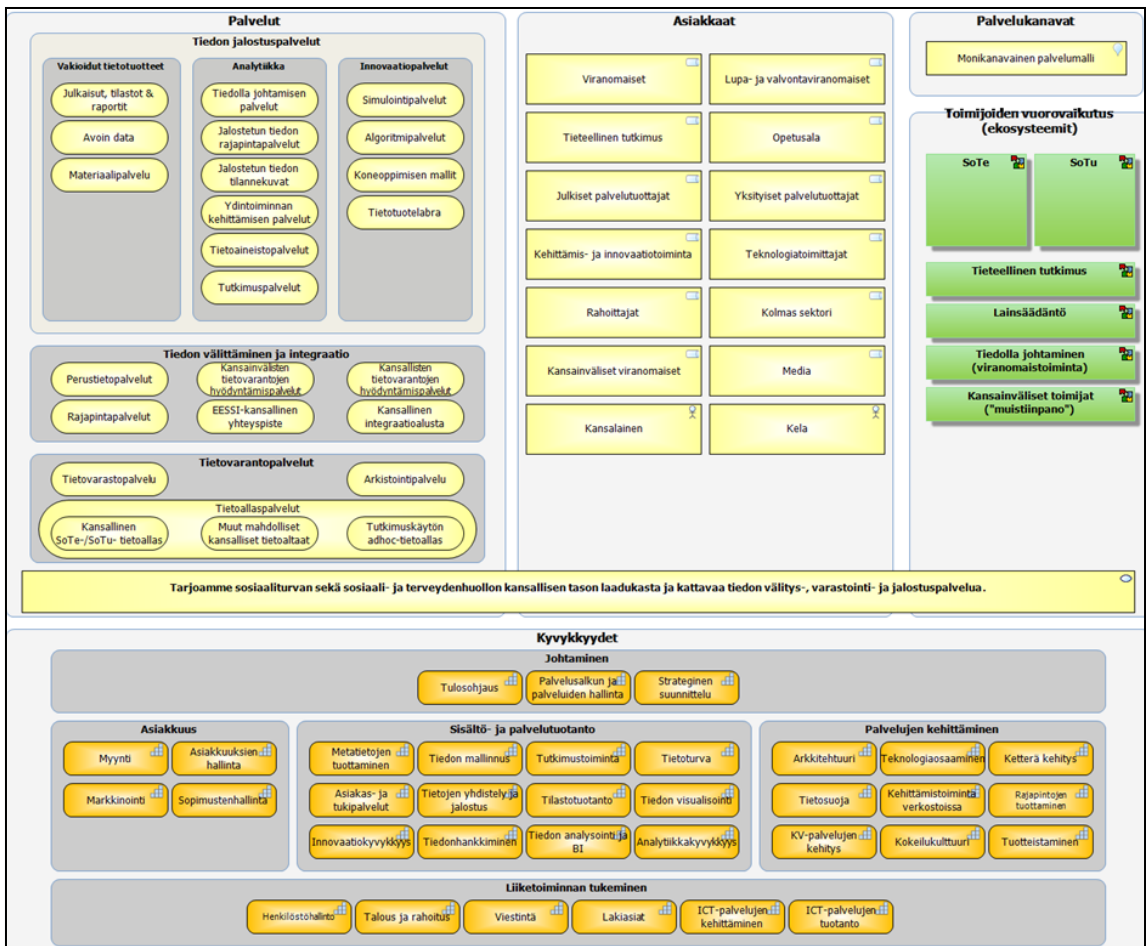 Palvelut
Tiedon jalostuspalvelut
Vakioidut tietotuotteet
Julkaisut, tilastot &
raportit
Avoin data
Materiaalipalvelu
Analytiikka
Tiedolla johtamisen
palvelut
Jalostetun tiedon
rajapintapalvelut
Jalostetun tiedon
tilannekuvat
Ydintoiminnan
kehittämisen palvelut
Tietoaineistopalvelut
Tutkimuspalvelut
Innovaatiopalvelut
Simulointipalvelut
Algoritmipalvelut
Koneoppimisen mallit
Tietotuotelabra
Tiedon välittäminen ja integraatio
Perustietopalvelut
Kansainvälisten
tietovarantojen
hyödyntämispalvelut
Kansallisten
tietovarantojen
hyödyntämispalvelut
Rajapintapalvelut
EESSI-kansallinen
yhteyspiste
Kansallinen
integraatioalusta
Tietovarantopalvelut
Tietovarastopalvelu
Arkistointipalvelu
Tietoallaspalvelut
Kansallinen
SoTe-/SoTu- tietoallas
Muut mahdolliset
kansalliset tietoaltaat
Tutkimuskäytön
adhoc-tietoallas
Asiakkaat
Viranomaiset
Lupa- ja valvontaviranomaiset
Tieteellinen tutkimus
Opetusala
Julkiset palvelutuottajat
Yksityiset palvelutuottajat
Kehittämis- ja innovaatiotoiminta
Teknologiatoimittajat
Rahoittajat
Kolmas sektori
Kansainväliset viranomaiset
Media
Kansalainen
Kela
Palvelukanavat
Monikanavainen palvelumalli
Toimijoiden vuorovaikutus
(ekosysteemit)
SoTe
SoTu
Tieteellinen tutkimus
Lainsäädäntö
Tiedolla johtaminen
(viranomaistoiminta)
Kansainväliset toimijat
("muistiinpano")
Tarjoamme sosiaaliturvan sekä sosiaali- ja terveydenhuollon kansallisen tason laadukasta ja kattavaa tiedon välitys-, varastointi- ja jalostuspalvelua.
Kyvykkyydet
Johtaminen
Tulosohjaus
Palvelusalkun ja
palveluiden hallinta
Strateginen
suunnittelu
Asiakkuus
Myynti
Asiakkuuksien
hallinta
Markkinointi
Sopimustenhallinta
Sisältö- ja palvelutuotanto
Metatietojen
tuottaminen
Tiedon mallinnus
Tutkimustoiminta
Tietoturva
Asiakas- ja
tukipalvelut
Tietojen yhdistely ja
jalostus
Tilastotuotanto
Tiedon visualisointi
Innovaatiokyvykkyys
Tiedonhankkiminen
Tiedon analysointi ja
BI
Analytiikkakyvykkyys
Palvelujen kehittäminen
Arkkitehtuuri
Teknologiaosaaminen
Ketterä kehitys
Tietosuoja
Kehittämistoiminta
verkostoissa
Rajapintojen
tuottaminen
KV-palvelujen
kehitys
Kokeilukulttuuri
Tuotteistaminen
Liiketoiminnan tukeminen
Henkilöstöhallinto
Talous ja rahoitus
Viestintä
Lakiasiat
ICT-palvelujen
kehittäminen
ICT-palvelujen
tuotanto